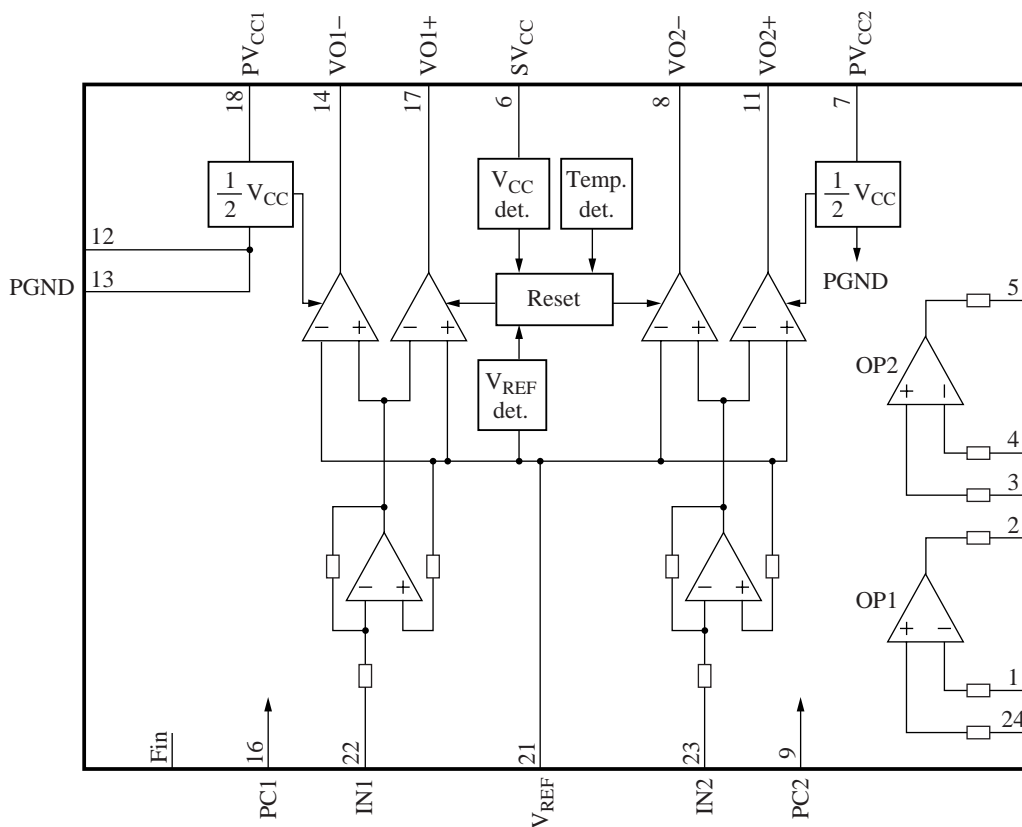 PVCC1
VO1−
VO1+
SVCC
VO2−
VO2+
PVCC2
18
14
17
6
8
11
7
1/2 VCC
VCC
det.
Temp.
det.
1/2 VCC
12
13
PGND
PGND
Reset
− +
− +
− +
− +
VREF
det.
5
OP2
+ −
4
3
2
OP1
+ −
1
24
− +
− +
Fin
16
22
21
23
9
PC1
IN1
VREF
IN2
PC2